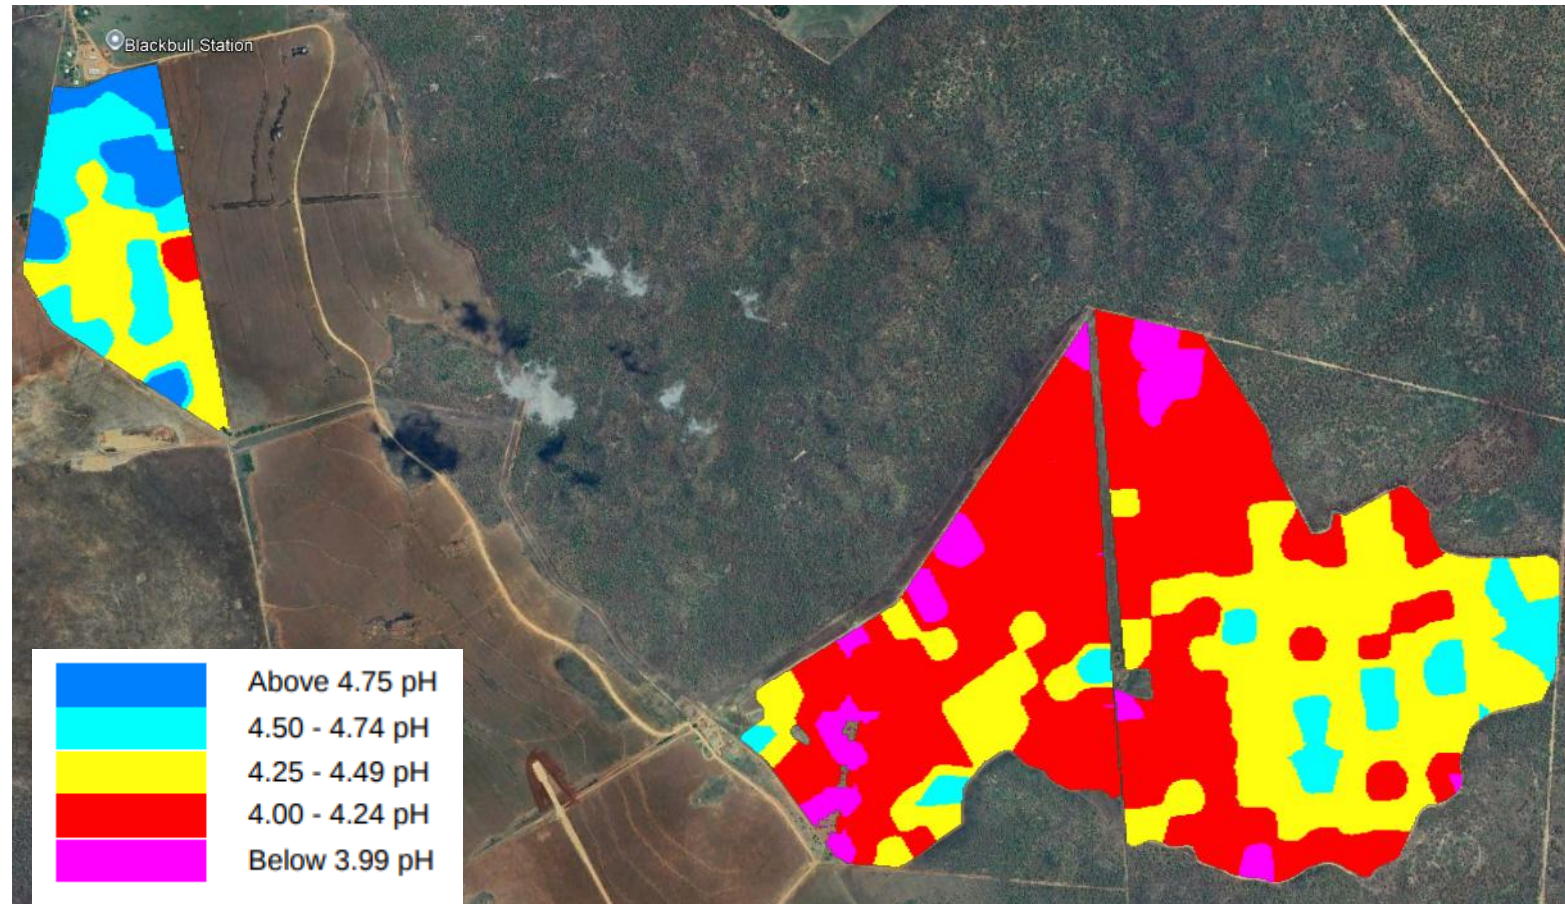 Blackbull Station
Above 4.75 pH
4.50 - 4.74 pH
4.25 - 4.49 pH
4.00 - 4.24 pH
Below 3.99 pH